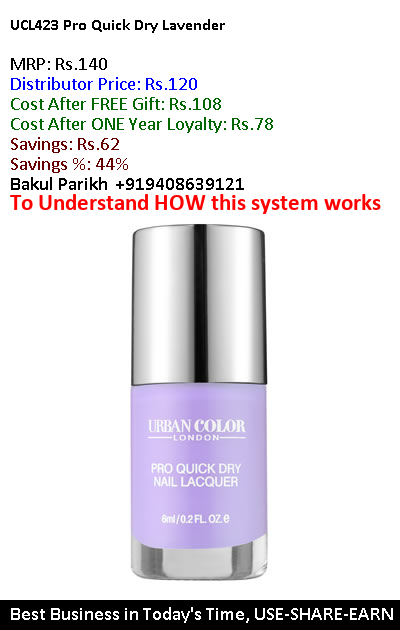 UCL423 Pro Quick Dry Lavender
MRP: Rs.140
Distributor Price: Rs.120
Cost After FREE Gift: Rs.108
Cost After ONE Year Loyalty: Rs.78
Savings: Rs.62
Savings %: 44%
Bakul Parikh +919408639121
To Understand HOW this system works
URBAN COLOR
LONDON
PRO QUICK DRY
NAIL LACQUER
6ml/0.2 FL. OZ.e
Best Business in Today's Time, USE-SHARE-EARN